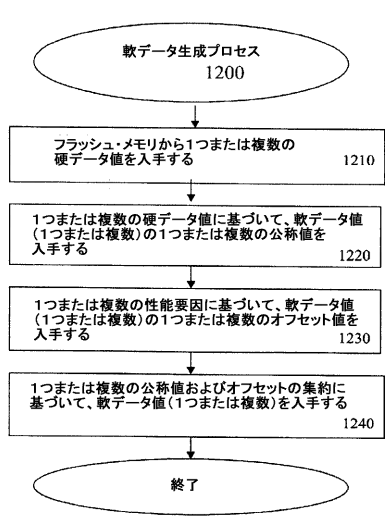 軟データ生成プロセス
1200
フラッシュ・メモリから1つまたは複数の
硬データ値を入手する
1210
1つまたは複数の硬データ値に基づいて、軟データ値
(1つまたは複数)の1つまたは複数の公称値を
入手する
1220
1つまたは複数の性能要因に基づいて、軟データ値
(1つまたは複数)の1つまたは複数のオフセット値を
入手する
1230
1つまたは複数の公称値およびオフセットの集約に
基づいて、軟データ値(1つまたは複数)を入手する
1240
終了